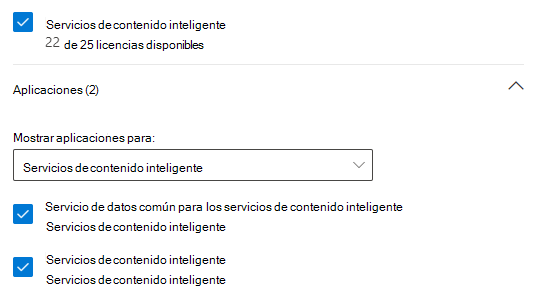 Servicios de contenido inteligente
22 de 25 licencias disponibles
Aplicaciones (2)
Mostrar aplicaciones para:
Servicios de contenido inteligente
Servicio de datos común para los servicios de contenido inteligente
Servicios de contenido inteligente
Servicios de contenido inteligente
Servicios de contenido inteligente